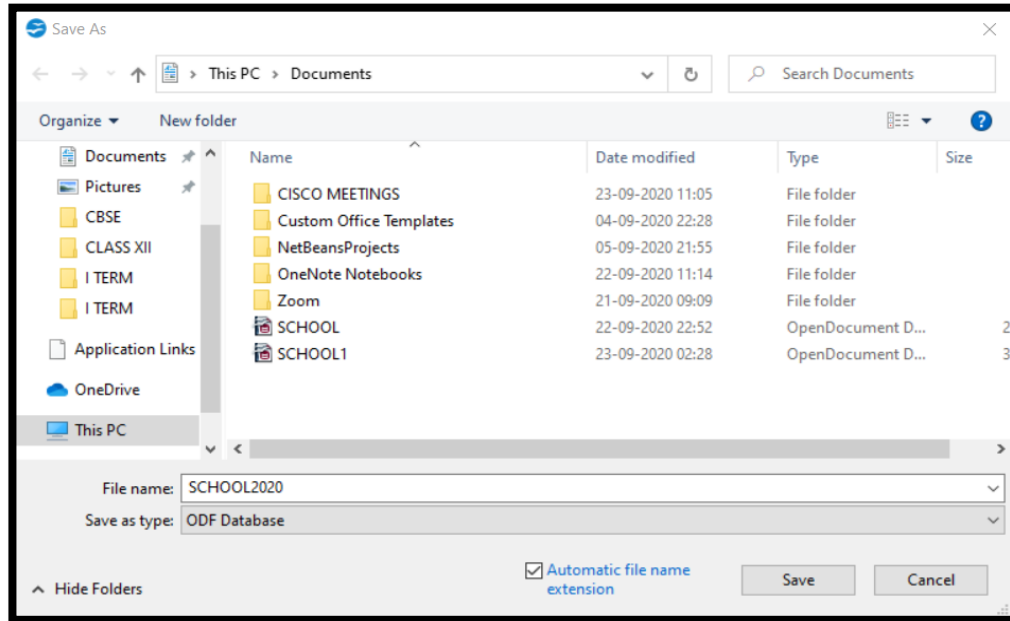 Save As
This PC > Documents
Search Documents
Organize
New folder
Documents
Pictures
CBSE
CLASS XII
I TERM
I TERM
Application Links
OneDrive
This PC
Name Date modified Type Size
CISCO MEETINGS 23-09-2020 11:05 File folder
Custom Office Templates 04-09-2020 22:28 File folder
NetBeansProjects 05-09-2020 21:55 File folder
OneNote Notebooks 22-09-2020 11:14 File folder
Zoom 21-09-2020 09:09 File folder
SCHOOL 22-09-2020 22:52 OpenDocument D... 2
SCHOOL1 23-09-2020 02:28 OpenDocument D... 3
File name: SCHOOL2020
Save as type: ODF Database
Automatic file name
extension
Save
Cancel
Hide Folders